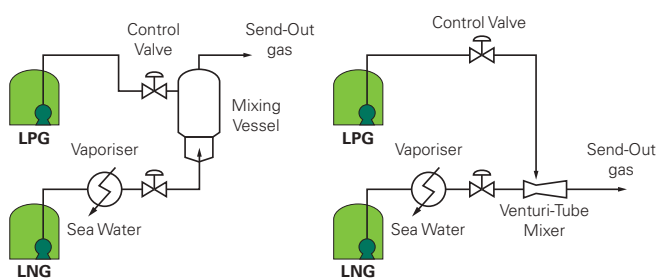 Control
Valve
Send-Out
gas
Mixing
Vessel
LPG
Vaporiser
Sea Water
LNG
Control Valve
LPG
Vaporiser
Send-Out
gas
Sea Water
Venturi-Tube
Mixer
LNG